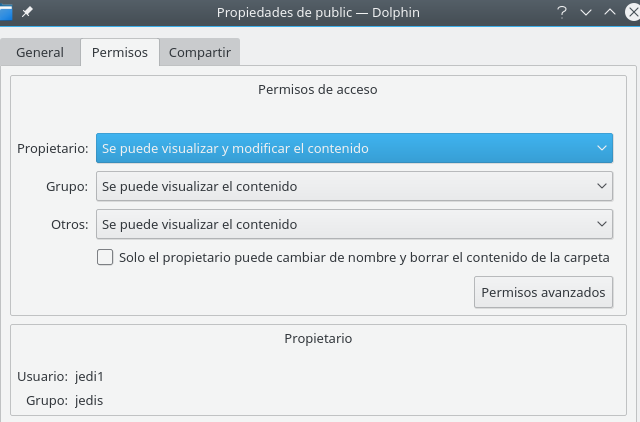 Propiedades de public — Dolphin
General Permisos Compartir
Permisos de acceso
Propietario: Se puede visualizar y modificar el contenido
Grupo: Se puede visualizar el contenido
Otros: Se puede visualizar el contenido
Solo el propietario puede cambiar de nombre y borrar el contenido de la carpeta
Permisos avanzados
Propietario
Usuario: jedi1
Grupo: jedis